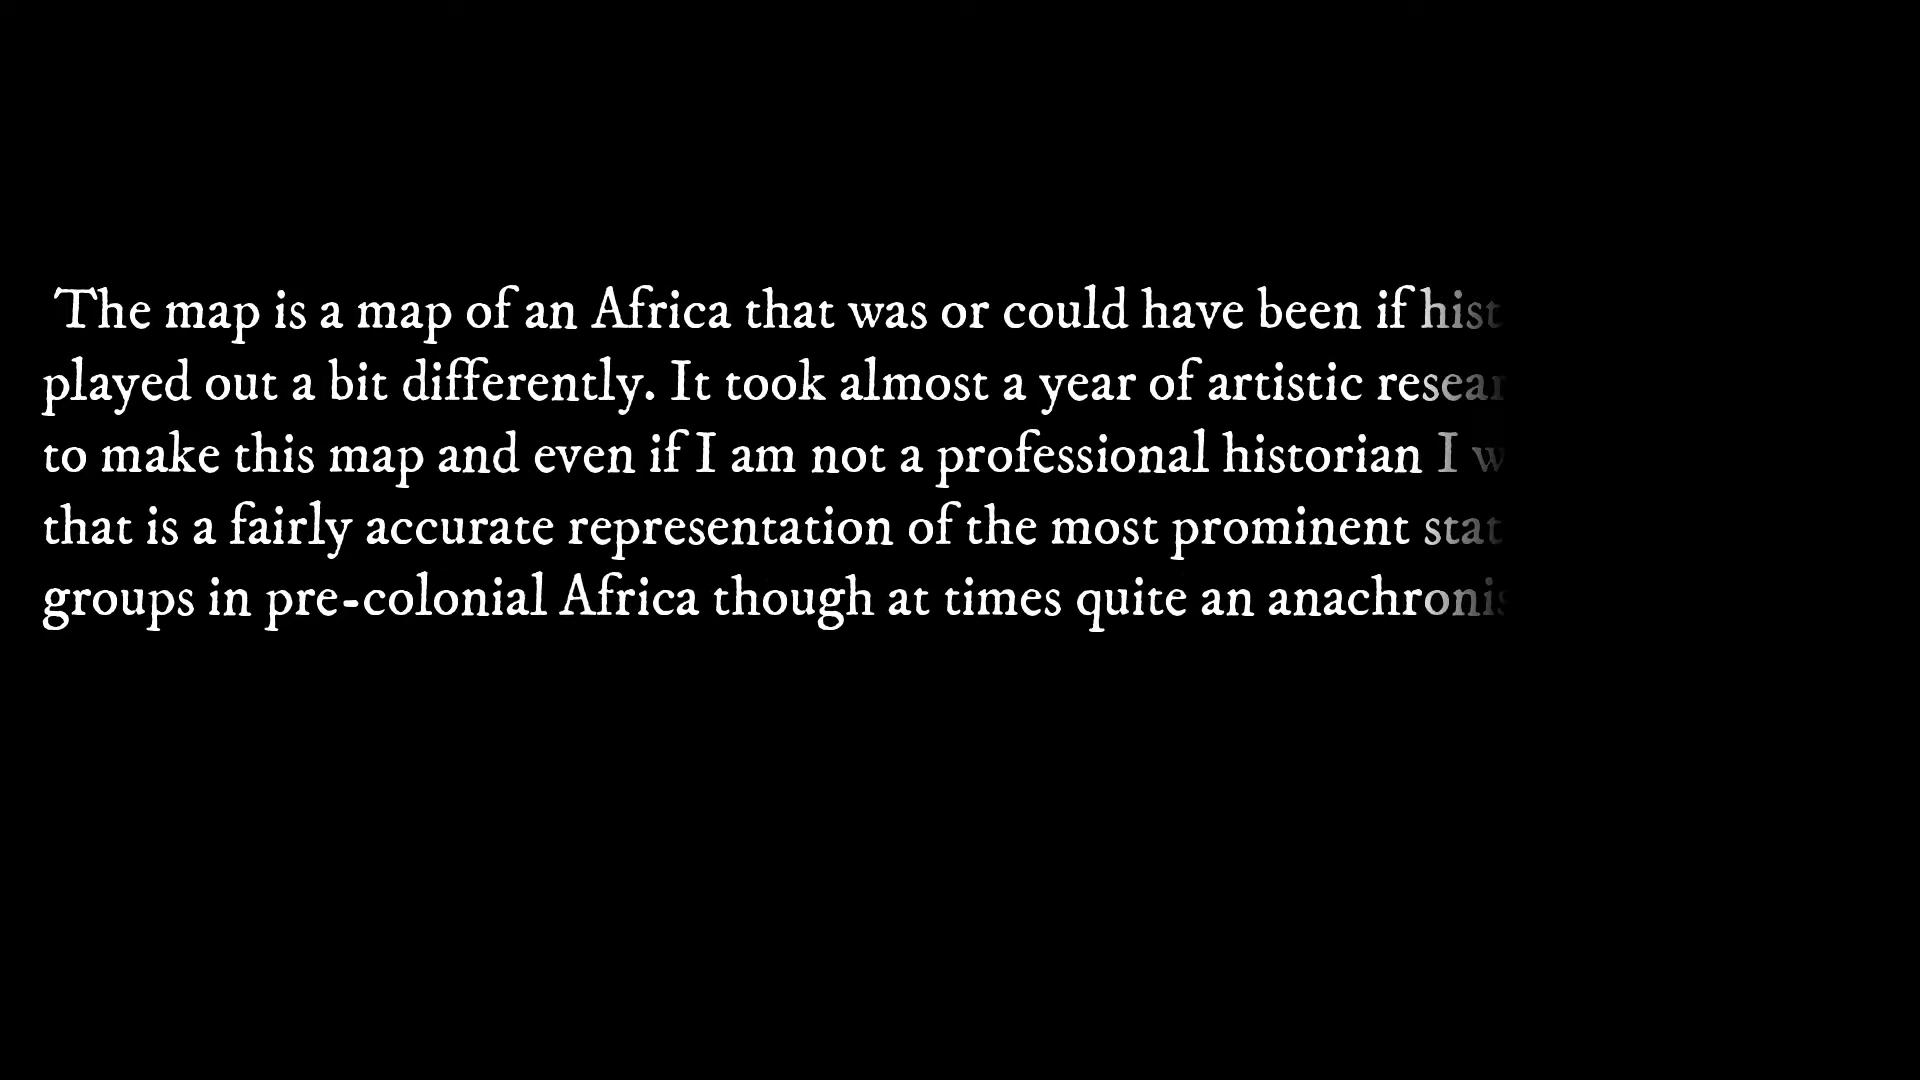 The map is a map of an Africa that was or could have been if
played out a bit differently. It took almost a year of artistic
to make this map and even if I am not a professional historian I
that is a fairly accurate representation of the most prominent
groups in pre-colonial Africa though at times quite an